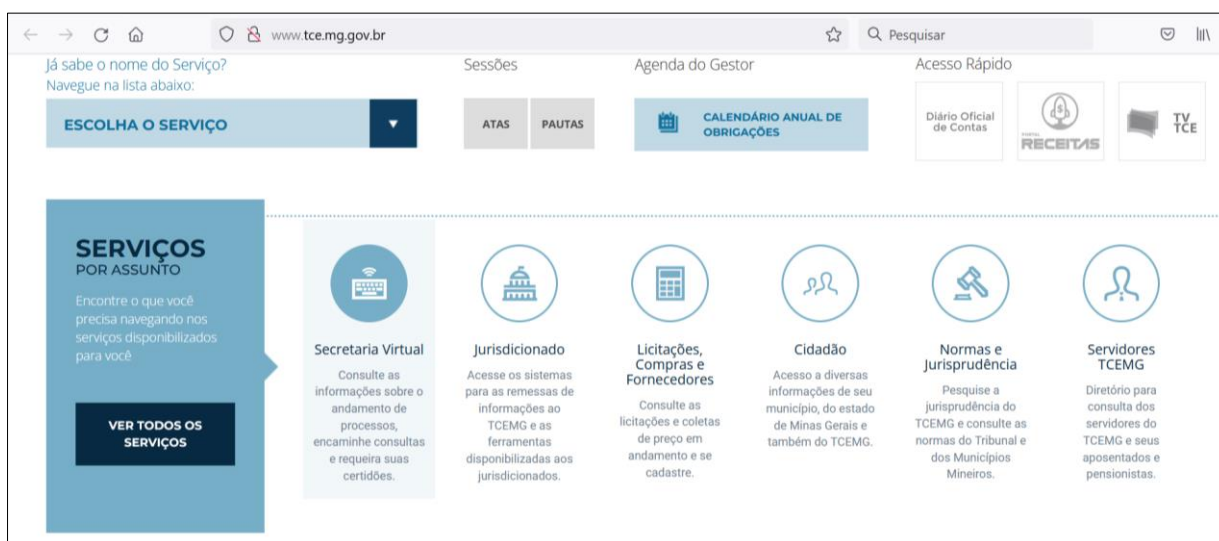 www.tce.mg.gov.br
Pesquisar
Já sabe o nome do Serviço?
Navegue na lista abaixo:
ESCOLHA O SERVIÇO
Sessões
ATAS
PAUTAS
Agenda do Gestor
CALENDÁRIO ANUAL DE
OBRIGAÇÕES
Acesso Rápido
Diário Oficial
de Contas
PORTAL
RECEITAS
TV
TCE
SERVIÇOS
POR ASSUNTO
Encontre o que você
precisa navegando nos
serviços disponibilizados
para você
VER TODOS OS
SERVIÇOS
Secretaria Virtual
Consulte as
informações sobre o
andamento de
processos,
encaminhe consultas
e requeira suas
certidões.
Jurisdicionado
Acesse os sistemas
para as remessas de
informações ao
TCEMG e as
ferramentas
disponibilizadas aos
jurisdicionados.
Licitações,
Compras e
Fornecedores
Consulte as
licitações e coletas
de preço em
andamento e se
cadastre.
Cidadão
Acesso a diversas
informações de seu
município, do estado
de Minas Gerais e
também do TCEMG.
Normas e
Jurisprudência
Pesquise a
jurisprudência do
TCEMG e consulte as
normas do Tribunal e
dos Municípios
Mineiros.
Servidores
TCEMG
Diretório para
consulta dos
servidores do
TCEMG e seus
aposentados e
pensionistas.